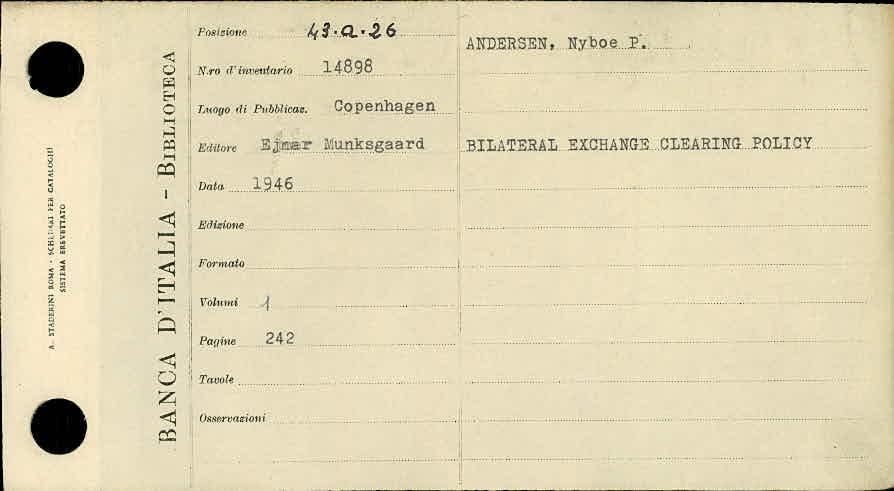 A. STADERINI ROMA - SCHEDARI PER CATALOGHI
SISTEMA BREVETTATO
BANCA D'ITALIA - BIBLIOTECA
Posizione 43.a.26
N.ro d'inventario 14898
Luogo di Pubblicaz. Copenhagen
Editore Ejnar Munksgaard
Data 1946
Edizione
Formato
Volumi 1
Pagine 242
Tavole
Osservazioni
ANDERSEN, Nyboe P.
BILATERAL EXCHANGE CLEARING POLICY